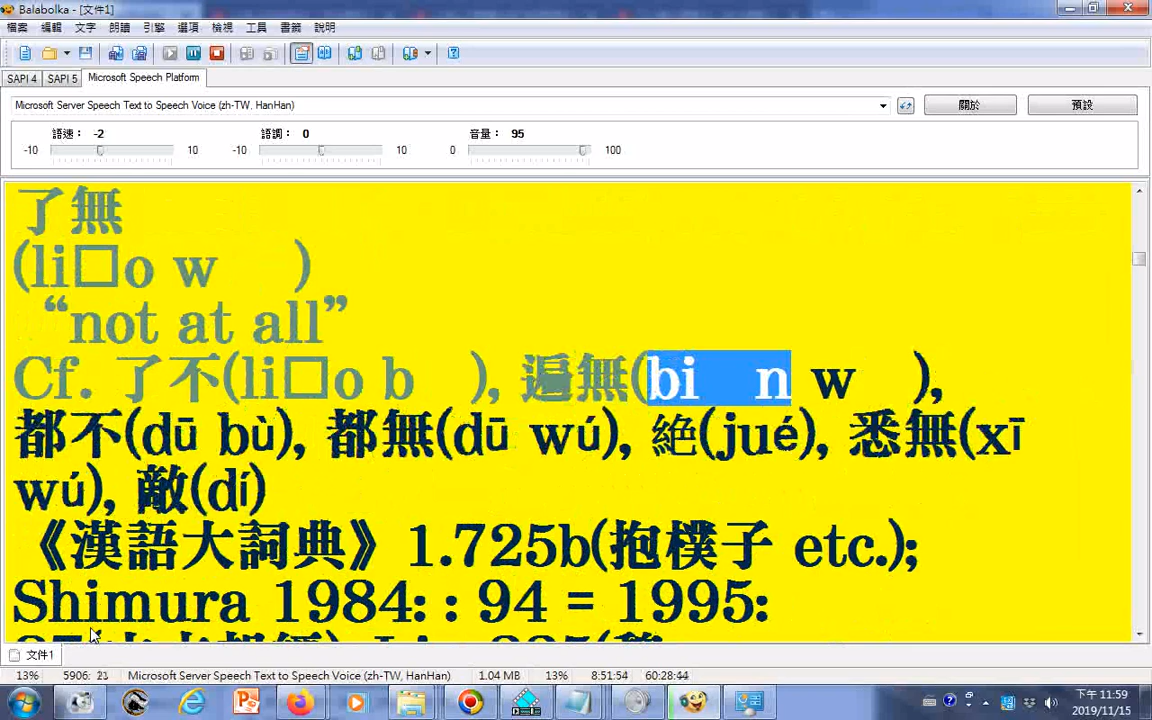 Balabolka - [文件1]
檔案 編輯 文字 朗讀 引擎 選項 檢視 工具 書籤 說明
SAPI 4 SAPI 5 Microsoft Speech Platform
Microsoft Server Speech Text to Speech Voice (zh-TW, HanHan) 關於 預設
語速： -2 語調： 0 音量： 95
-10 10 -10 10 0 100
了無
(li□o w )
“not at all”
Cf. 了不(li□o b ), 遍無(bi n w ),
都不(dū bù), 都無(dū wú), 絶(jué), 悉無(xī
wú), 敵(dí)
《漢語大詞典》1.725b(抱樸子 etc.);
Shimura 1984: : 94 = 1995:
文件1
13% 5906: 21 Microsoft Server Speech Text to Speech Voice (zh-TW, HanHan) 1.04 MB 13% 8:51:54 60:28:44
下午 11:59
2019/11/15